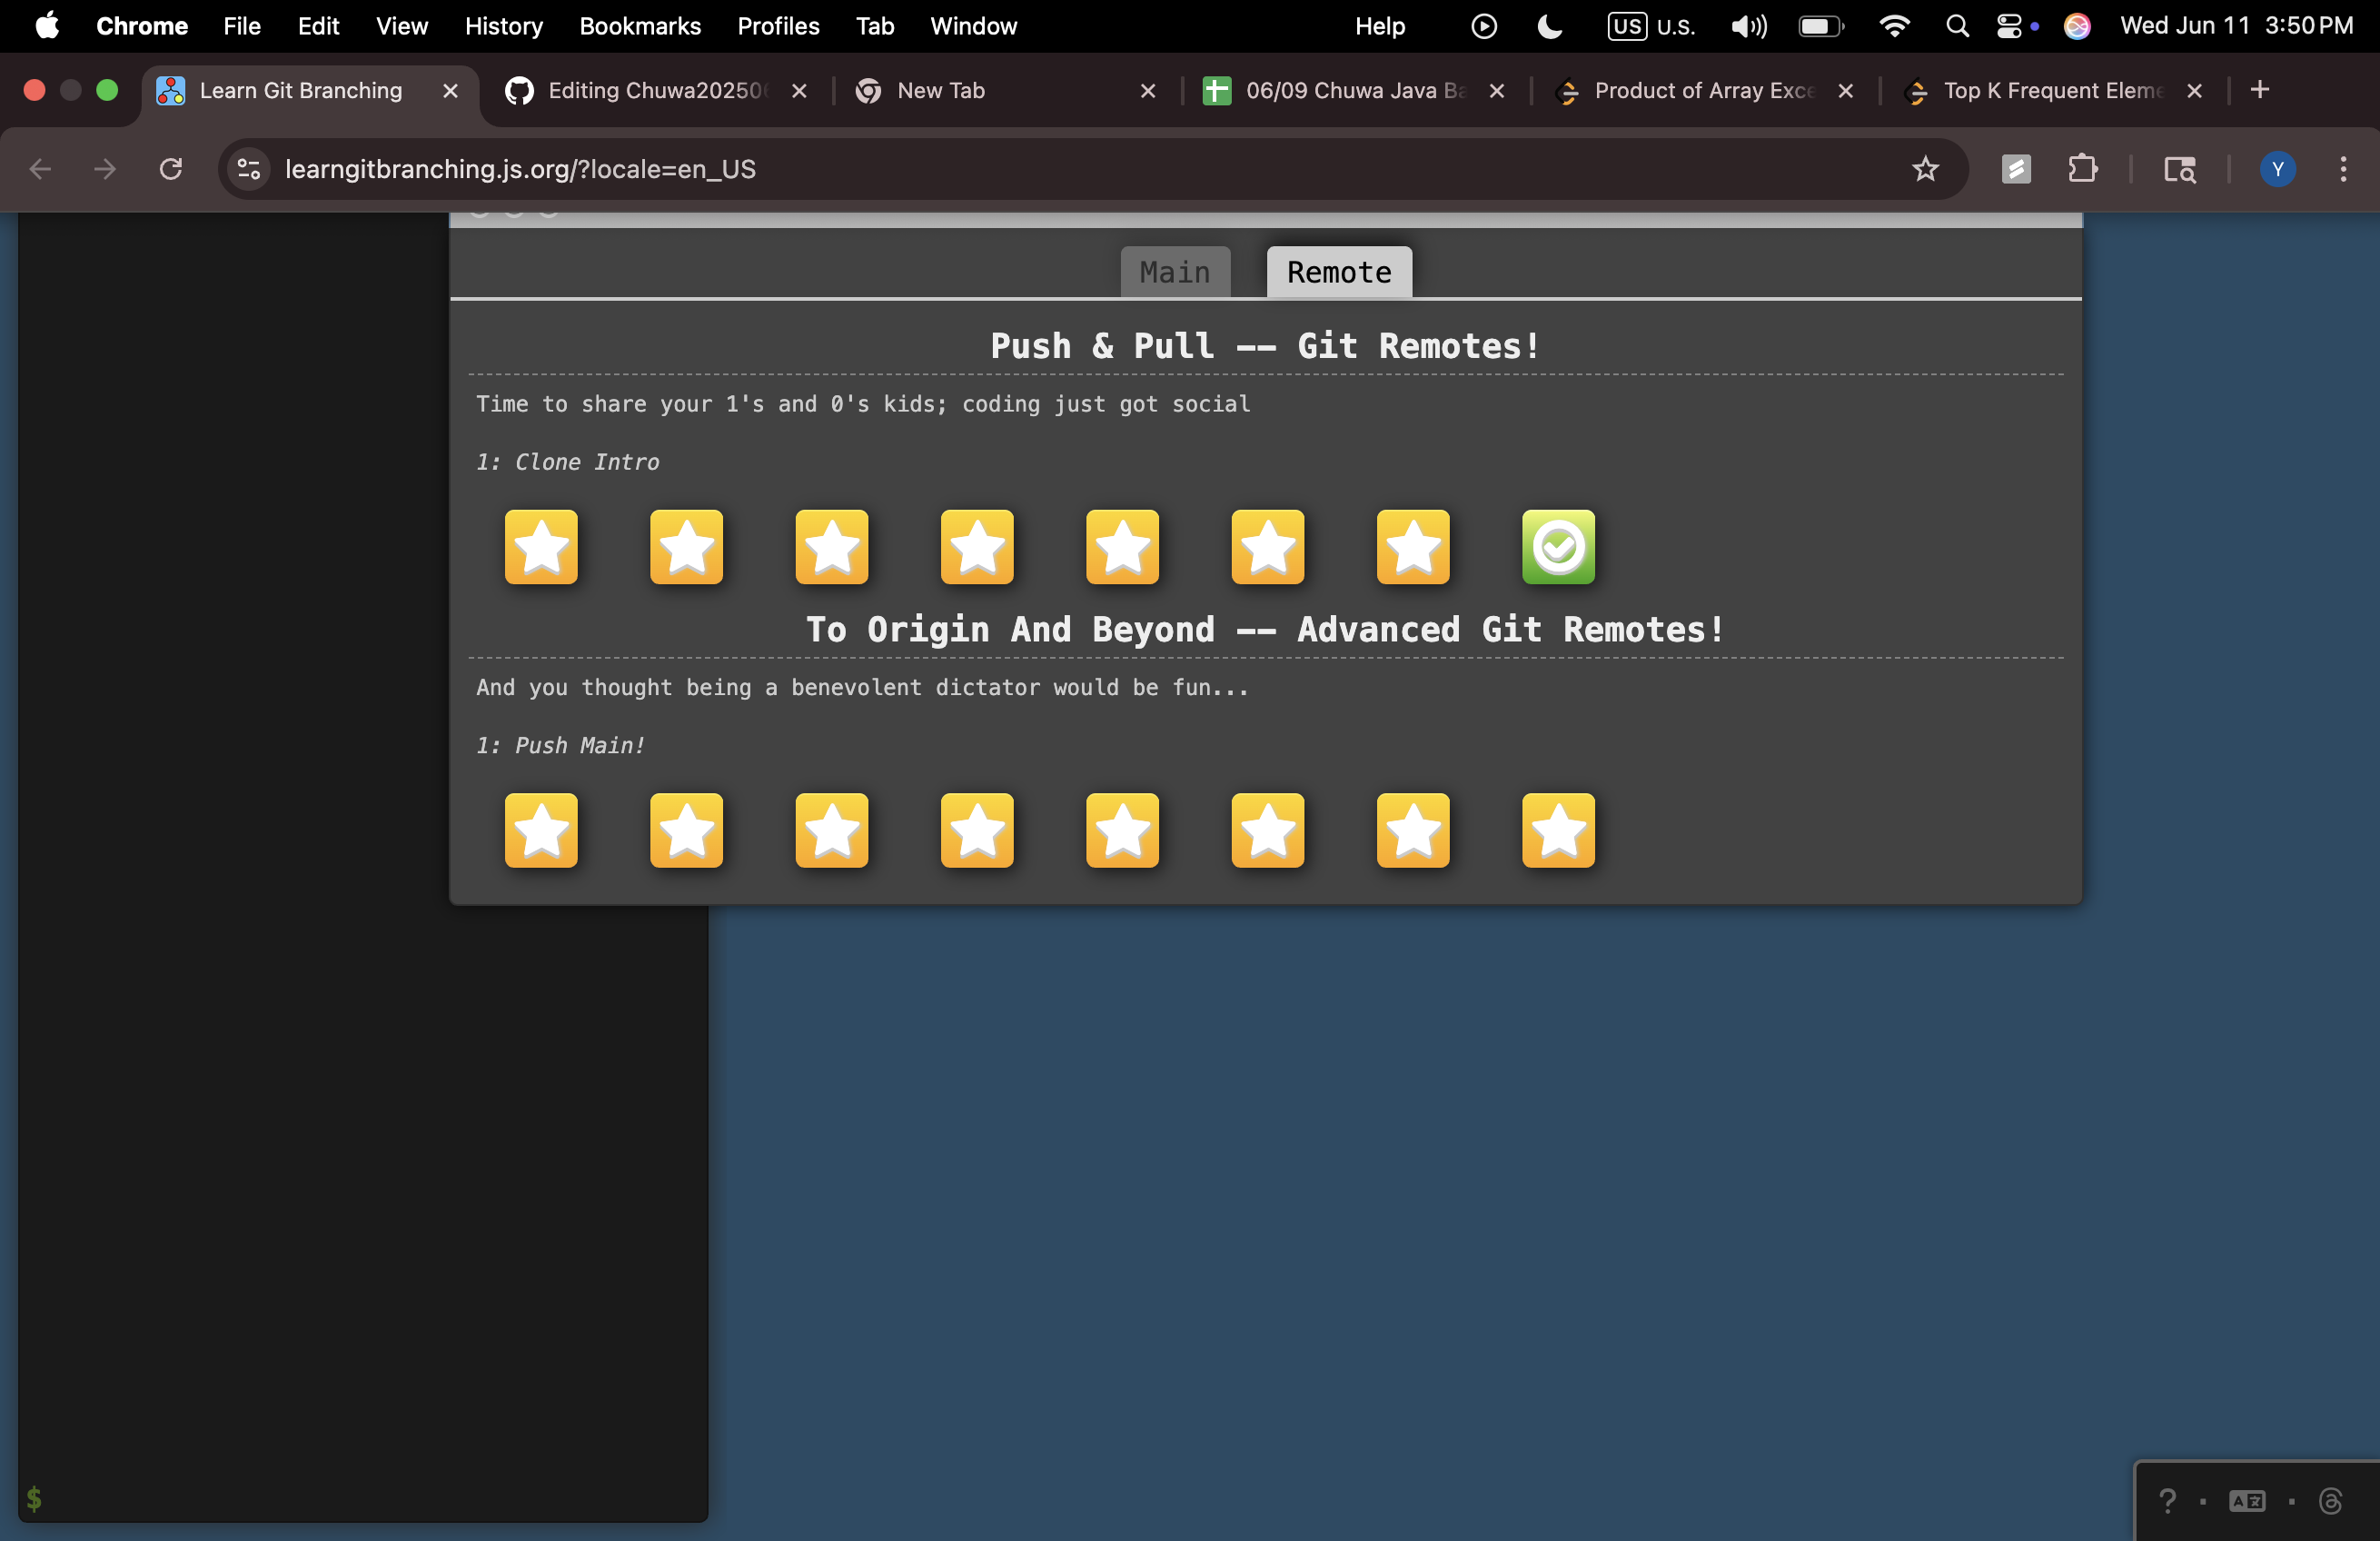 Chrome File Edit View History Bookmarks Profiles Tab Window Help US U.S. Wed Jun 11 3:50 PM
Learn Git Branching Editing Chuwa20250 New Tab 06/09 Chuwa Java Ba Product of Array Exce Top K Frequent Eleme
learngitbranching.js.org/?locale=en_US Y
Main Remote
Push & Pull -- Git Remotes!
Time to share your 1's and 0's kids; coding just got social
1: Clone Intro
To Origin And Beyond -- Advanced Git Remotes!
And you thought being a benevolent dictator would be fun...
1: Push Main!
$
? · A文 ·